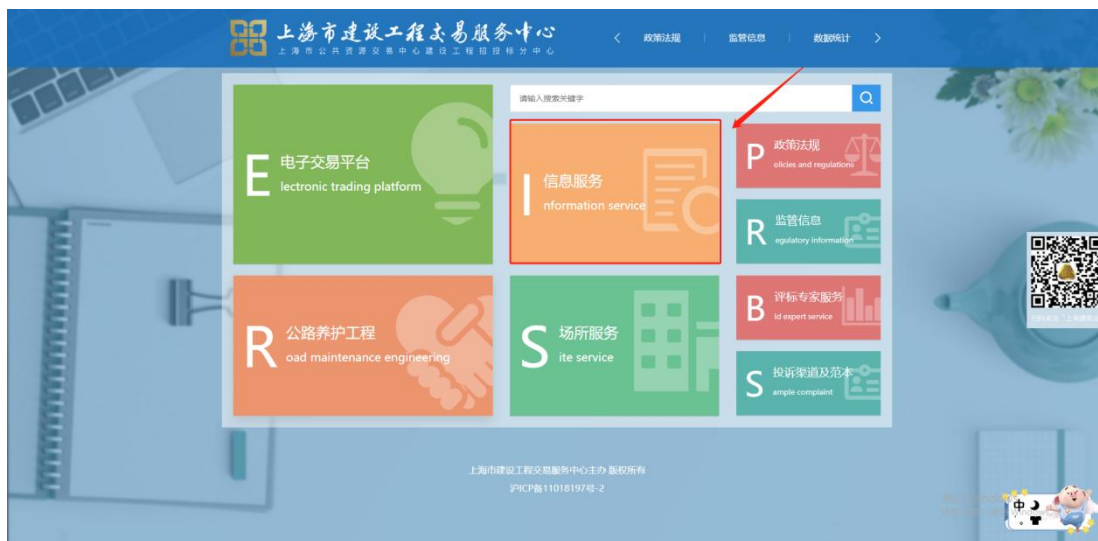 上海市建设工程交易服务中心
上海市公共资源交易中心建设工程招投标分中心
政策法规
监管信息
数据统计
请输入搜索关键字
E 电子交易平台
lectronic trading platform
I 信息服务
nformation service
P 政策法规
olicies and regulations
R 监管信息
egulatory information
R 公路养护工程
oad maintenance engineering
S 场所服务
ite service
B 评标专家服务
id expert service
S 投诉渠道及范本
ample complaint
上海市建设工程交易服务中心主办 版权所有
沪ICP备11018197号-2
中